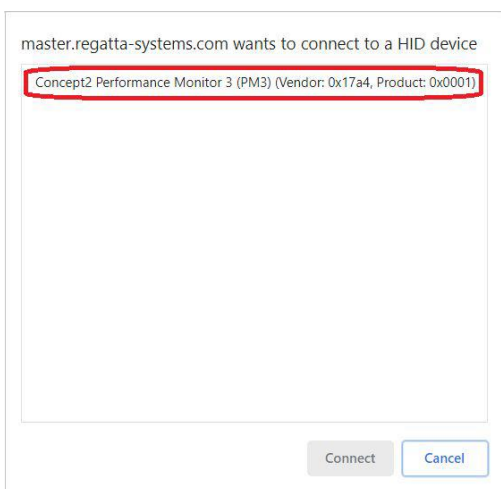 master.regatta-systems.com wants to connect to a HID device
Concept2 Performance Monitor 3 (PM3) (Vendor: 0x17a4, Product: 0x0001)
Connect
Cancel